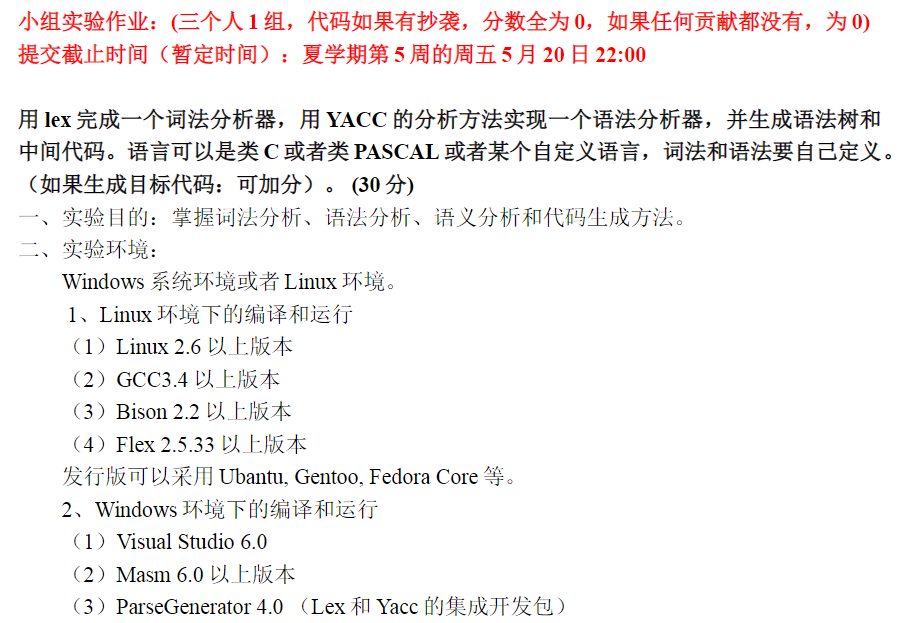 小组实验作业：(三个人 1 组，代码如果有抄袭，分数全为 0，如果任何贡献都没有，为 0)
提交截止时间（暂定时间）：夏学期第 5 周的周五 5 月 20 日 22:00
用 lex 完成一个词法分析器，用 YACC 的分析方法实现一个语法分析器，并生成语法树和
中间代码。语言可以是类 C 或者类 PASCAL 或者某个自定义语言，词法和语法要自己定义。
（如果生成目标代码：可加分）。 (30 分)
一、实验目的：掌握词法分析、语法分析、语义分析和代码生成方法。
二、实验环境：
Windows 系统环境或者 Linux 环境。
1、Linux 环境下的编译和运行
（1）Linux 2.6 以上版本
（2）GCC3.4 以上版本
（3）Bison 2.2 以上版本
（4）Flex 2.5.33 以上版本
发行版可以采用 Ubantu, Gentoo, Fedora Core 等。
2、Windows 环境下的编译和运行
（1）Visual Studio 6.0
（2）Masm 6.0 以上版本
（3）ParseGenerator 4.0 （Lex 和 Yacc 的集成开发包）